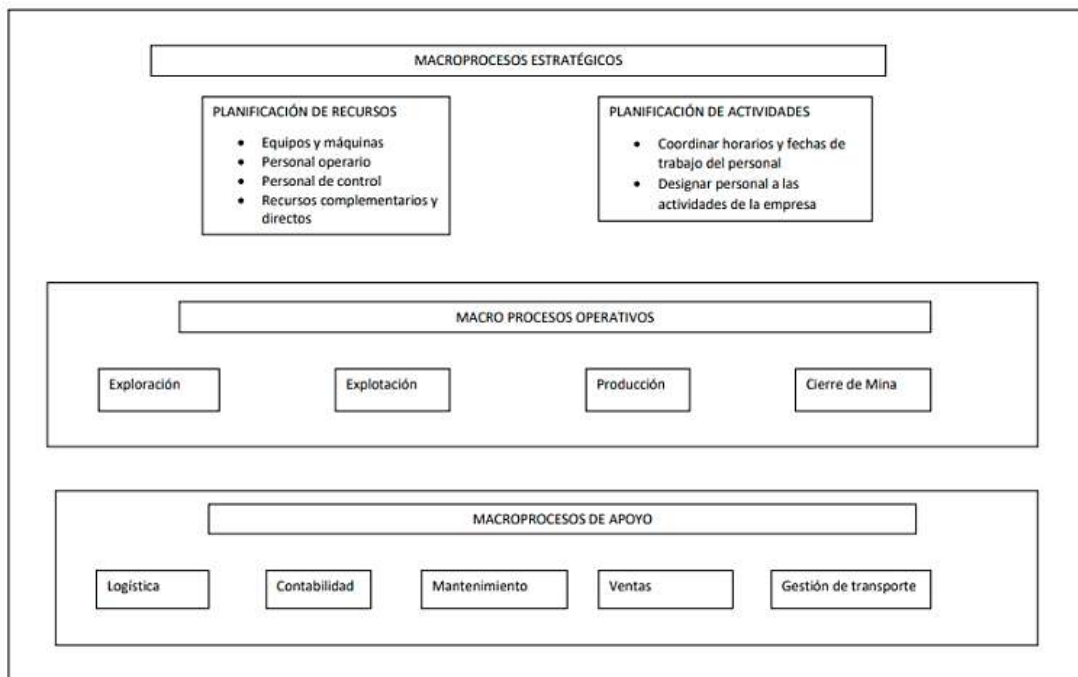 MACROPROCESOS ESTRATÉGICOS
PLANIFICACIÓN DE RECURSOS
• Equipos y máquinas
• Personal operario
• Personal de control
• Recursos complementarios y
directos
PLANIFICACIÓN DE ACTIVIDADES
• Coordinar horarios y fechas de
trabajo del personal
• Designar personal a las
actividades de la empresa
MACRO PROCESOS OPERATIVOS
Exploración
Explotación
Producción
Cierre de Mina
MACROPROCESOS DE APOYO
Logística
Contabilidad
Mantenimiento
Ventas
Gestión de transporte